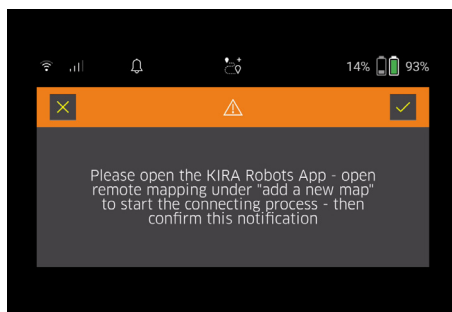 14% 93%
Please open the KIRA Robots App - open
remote mapping under "add a new map"
to start the connecting process - then
confirm this notification